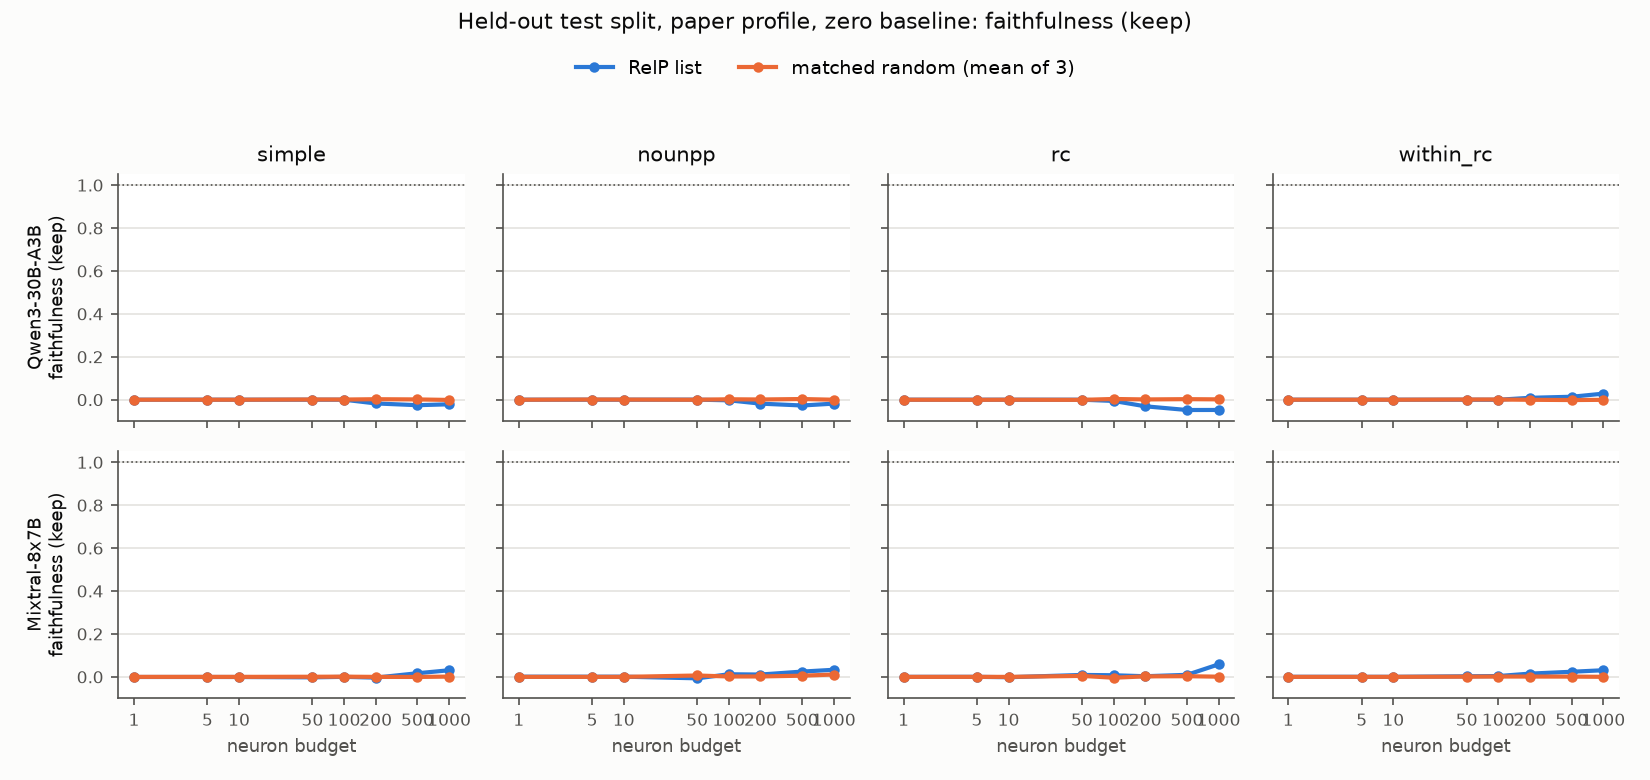 Held-out test split, paper profile, zero baseline: faithfulness (keep)
RelP list
matched random (mean of 3)
simple
nounpp
rc
within_rc
Qwen3-30B-A3B
faithfulness (keep)
1.0
0.8
0.6
0.4
0.2
0.0
Mixtral-8x7B
faithfulness (keep)
1.0
0.8
0.6
0.4
0.2
0.0
1 5 10 50 100 200 500 1000
1 5 10 50 100 200 500 1000
1 5 10 50 100 200 500 1000
1 5 10 50 100 200 500 1000
neuron budget
neuron budget
neuron budget
neuron budget